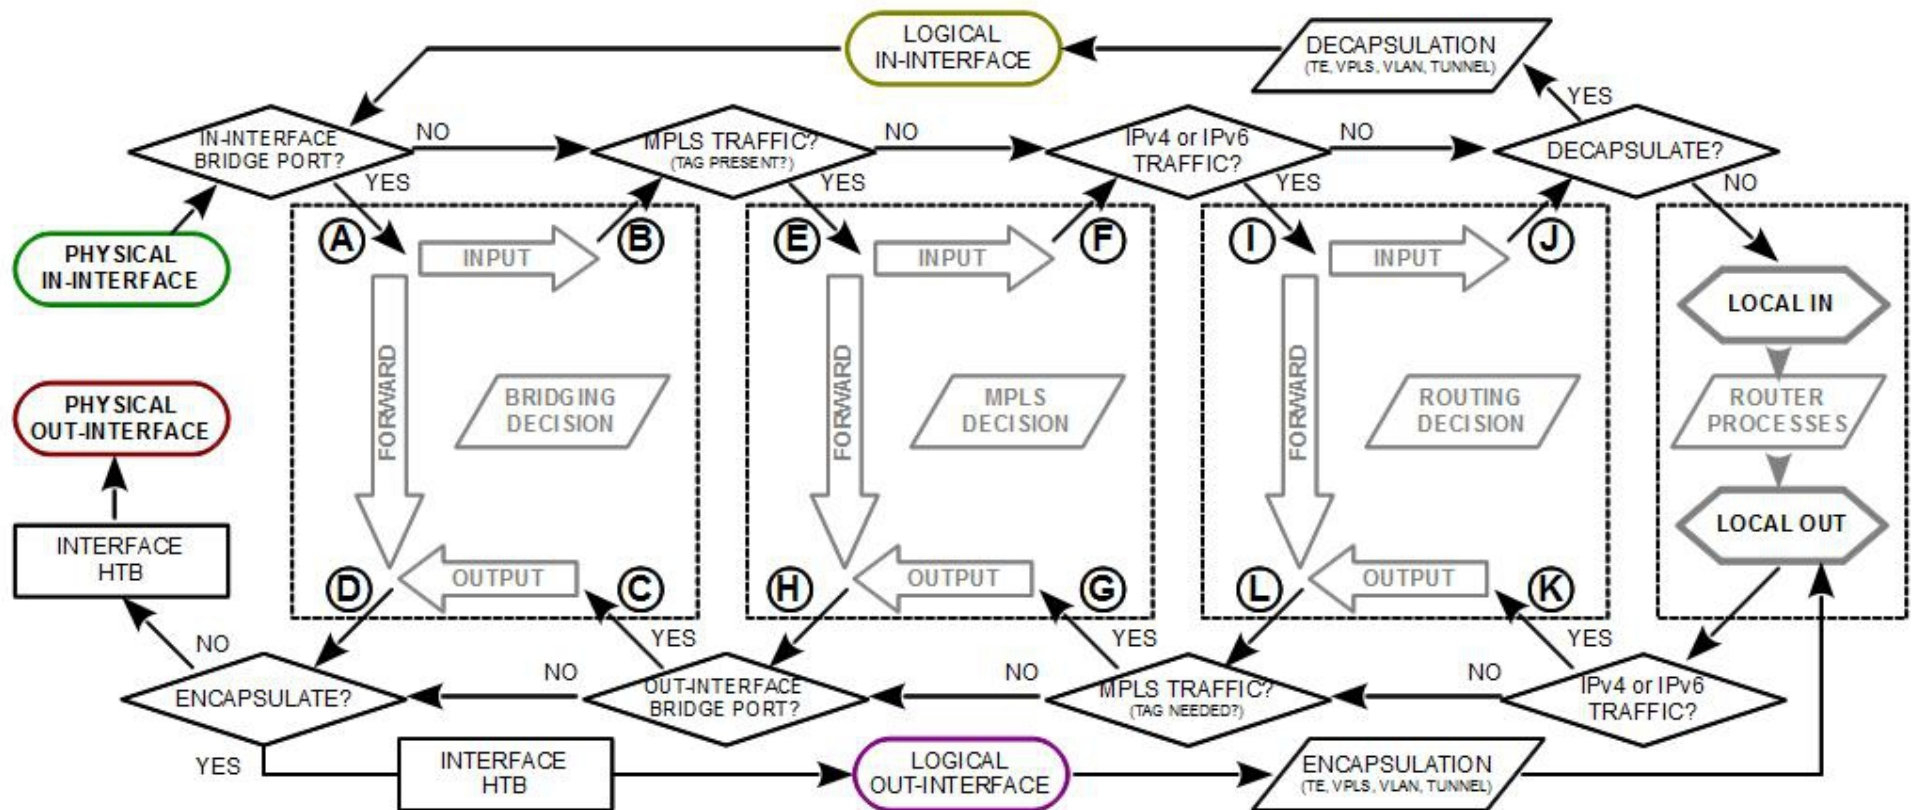 LOGICAL
IN-INTERFACE
DECAPSULATION
(TE, VPLS, VLAN, TUNNEL)
YES
IN-INTERFACE
BRIDGE PORT?
NO
MPLS TRAFFIC?
(TAG PRESENT?)
NO
IPv4 or IPv6
TRAFFIC?
NO
DECAPSULATE?
YES
YES
YES
NO
PHYSICAL
IN-INTERFACE
A
INPUT
B
E
INPUT
F
I
INPUT
J
LOCAL IN
FORWARD
BRIDGING
DECISION
FORWARD
MPLS
DECISION
FORWARD
ROUTING
DECISION
ROUTER
PROCESSES
PHYSICAL
OUT-INTERFACE
LOCAL OUT
INTERFACE
HTB
D
OUTPUT
C
H
OUTPUT
G
L
OUTPUT
K
NO
YES
YES
YES
ENCAPSULATE?
NO
OUT-INTERFACE
BRIDGE PORT?
NO
MPLS TRAFFIC?
(TAG NEEDED?)
NO
IPv4 or IPv6
TRAFFIC?
YES
INTERFACE
HTB
LOGICAL
OUT-INTERFACE
ENCAPSULATION
(TE, VPLS, VLAN, TUNNEL)